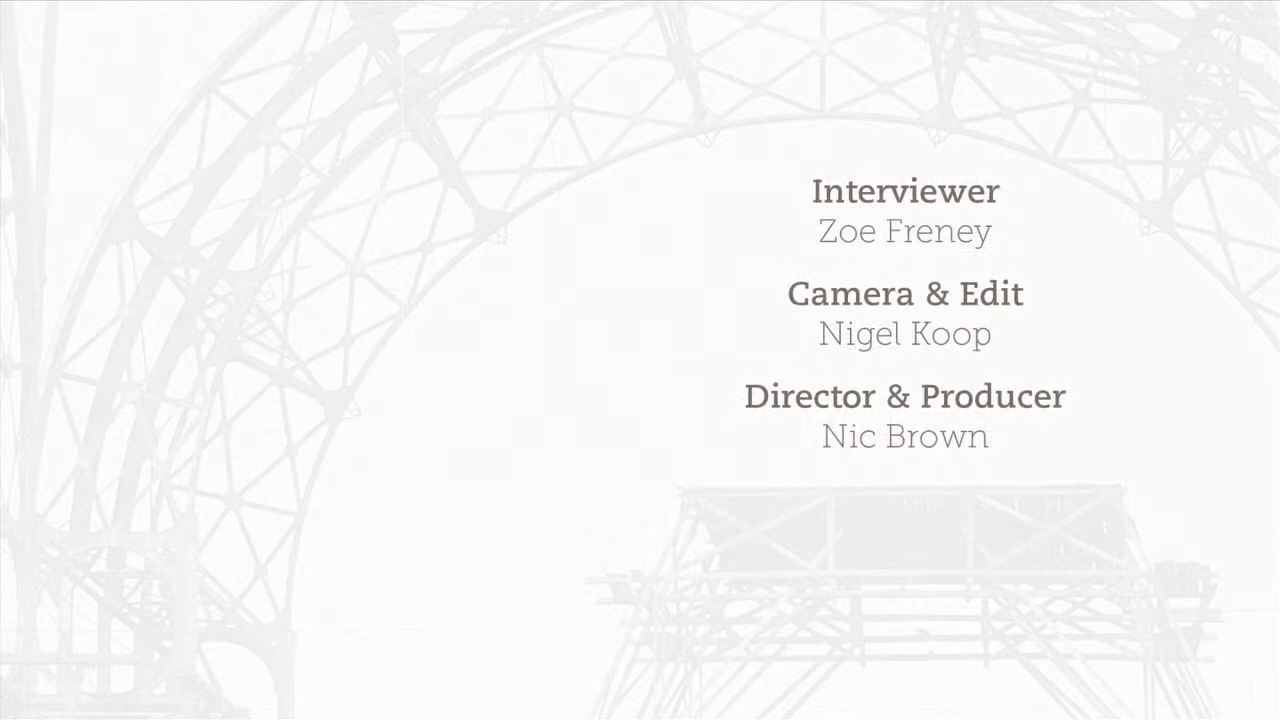 Interviewer
Zoe Freney
Camera & Edit
Nigel Koop
Director & Producer
Nic Brown